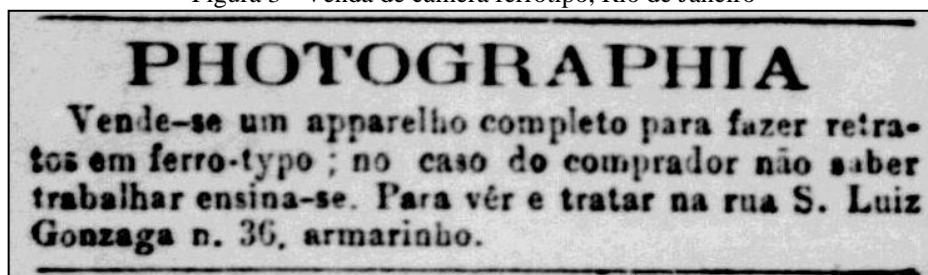 PHOTOGRAPHIA
Vende-se um apparelho completo para fazer retra-
tos em ferro-typo ; no caso do comprador não saber
trabalhar ensina-se. Para vêr e tratar na rua S. Luiz
Gonzaga n. 36, armarinho.